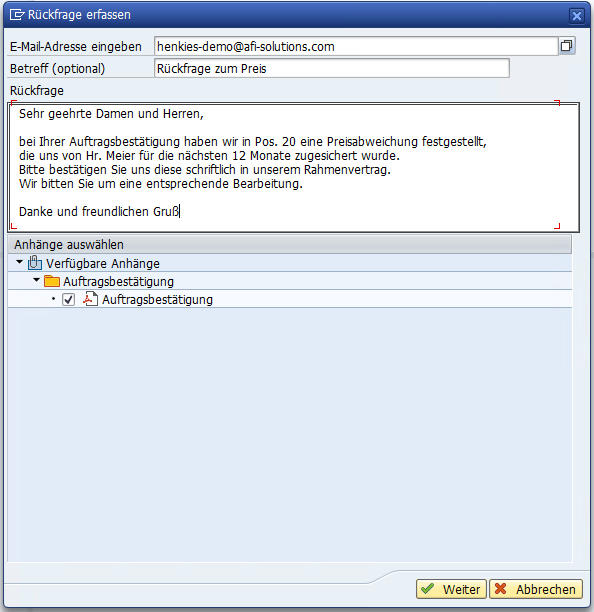 Rückfrage erfassen
E-Mail-Adresse eingeben henkies-demo@afi-solutions.com
Betreff (optional) Rückfrage zum Preis
Rückfrage
Sehr geehrte Damen und Herren,
bei Ihrer Auftragsbestätigung haben wir in Pos. 20 eine Preisabweichung festgestellt,
die uns von Hr. Meier für die nächsten 12 Monate zugesichert wurde.
Bitte bestätigen Sie uns diese schriftlich in unserem Rahmenvertrag.
Wir bitten Sie um eine entsprechende Bearbeitung.
Danke und freundlichen Gruß
Anhänge auswählen
Verfügbare Anhänge
Auftragsbestätigung
Auftragsbestätigung
Weiter Abbrechen